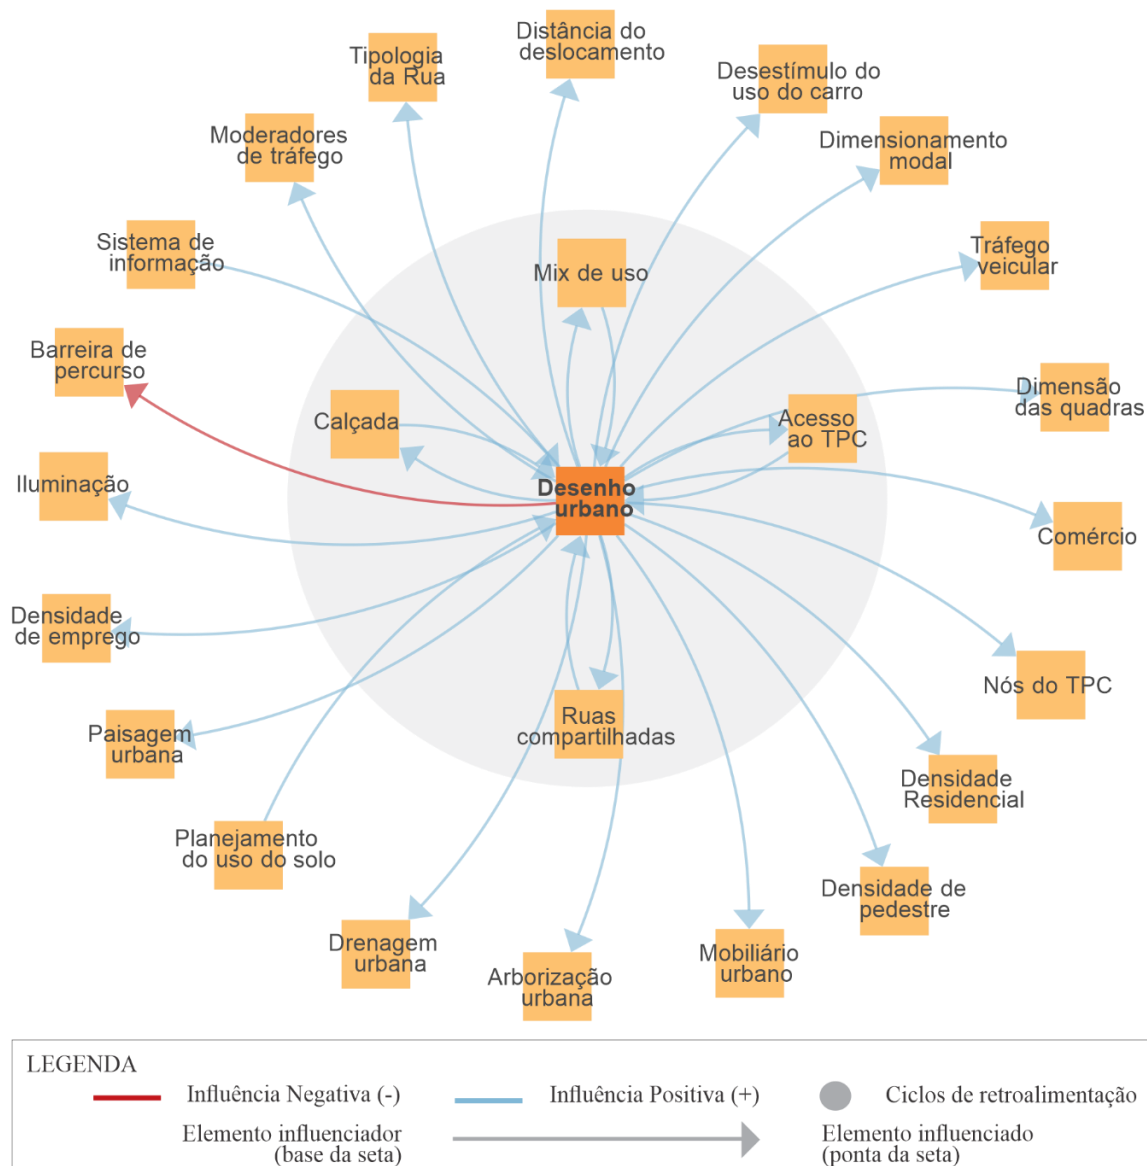 Distância do
deslocamento
Tipologia
da Rua
Desestímulo do
uso do carro
Moderadores
de tráfego
Dimensionamento
modal
Sistema de
informação
Mix de uso
Tráfego
veicular
Barreira de
percurso
Calçada
Acesso
ao TPC
Dimensão
das quadras
Iluminação
Desenho
urbano
Comércio
Densidade
de emprego
Nós do TPC
Paisagem
urbana
Ruas
compartilhadas
Densidade
Residencial
Planejamento
do uso do solo
Densidade de
pedestre
Drenagem
urbana
Arborização
urbana
Mobiliário
urbano
LEGENDA
Influência Negativa (-)
Influência Positiva (+)
Ciclos de retroalimentação
Elemento influenciador
(base da seta)
Elemento influenciado
(ponta da seta)